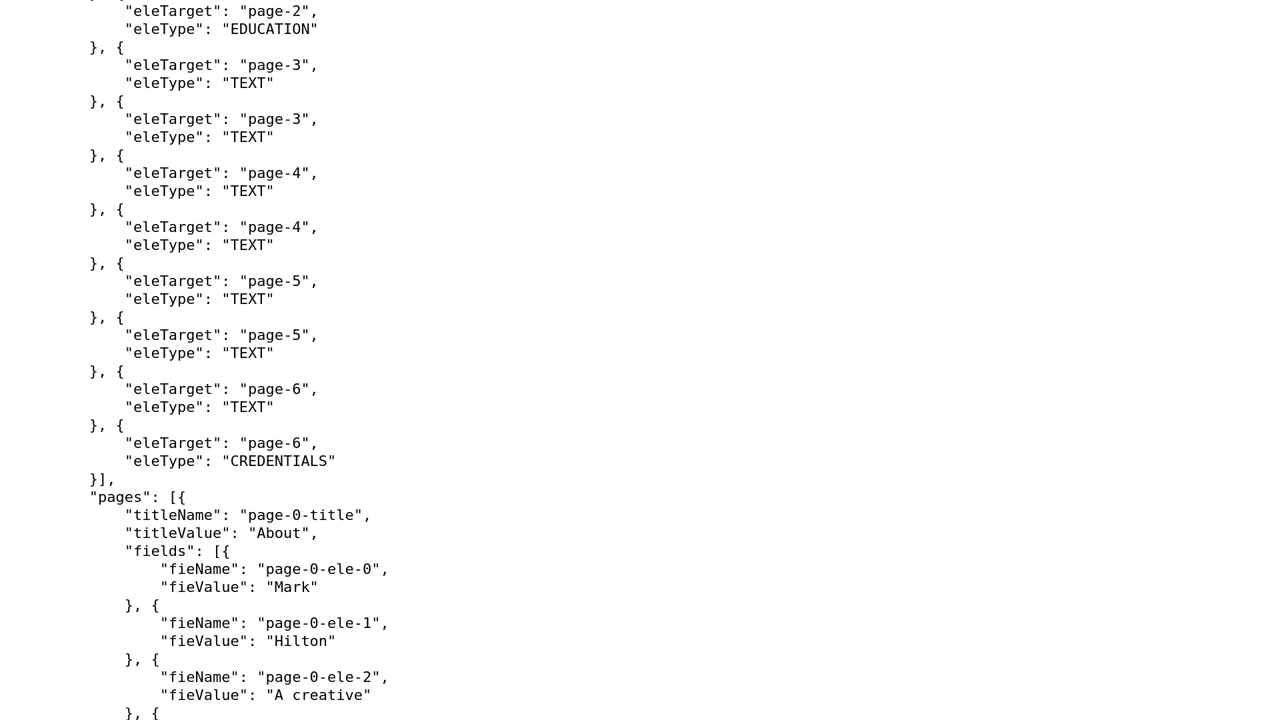 "eleTarget": "page-2",
"eleType": "EDUCATION"
}, {
"eleTarget": "page-3",
"eleType": "TEXT"
}, {
"eleTarget": "page-3",
"eleType": "TEXT"
}, {
"eleTarget": "page-4",
"eleType": "TEXT"
}, {
"eleTarget": "page-4",
"eleType": "TEXT"
}, {
"eleTarget": "page-5",
"eleType": "TEXT"
}, {
"eleTarget": "page-5",
"eleType": "TEXT"
}, {
"eleTarget": "page-6",
"eleType": "TEXT"
}, {
"eleTarget": "page-6",
"eleType": "CREDENTIALS"
}],
"pages": [{
"titleName": "page-0-title",
"titleValue": "About",
"fields": [{
"fieName": "page-0-ele-0",
"fieValue": "Mark"
}, {
"fieName": "page-0-ele-1",
"fieValue": "Hilton"
}, {
"fieName": "page-0-ele-2",
"fieValue": "A creative"
}, {